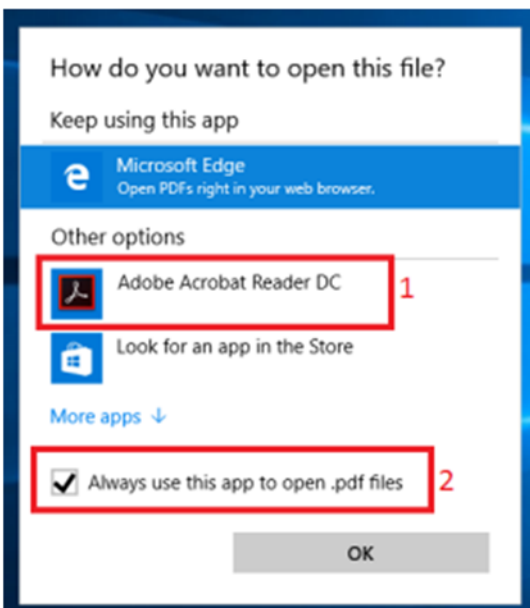 How do you want to open this file?
Keep using this app
Microsoft Edge
Open PDFs right in your web browser.
Other options
Adobe Acrobat Reader DC
1
Look for an app in the Store
More apps ↓
Always use this app to open .pdf files
2
OK